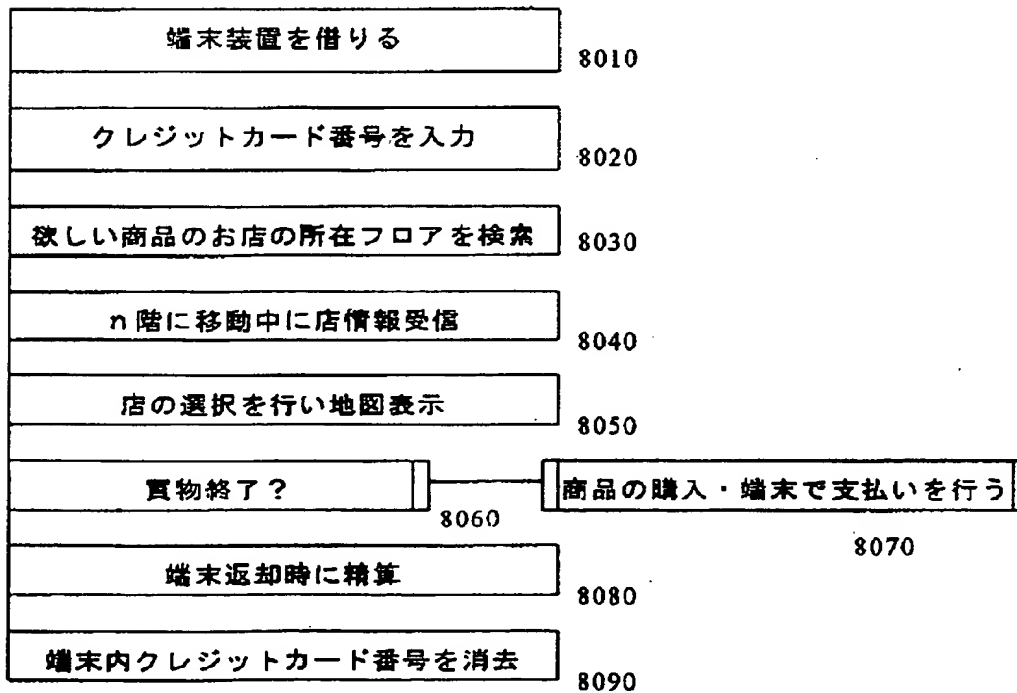 端末装置を借りる
8010
クレジットカード番号を入力
8020
欲しい商品のお店の所在フロアを検索
8030
n階に移動中に店情報受信
8040
店の選択を行い地図表示
8050
買物終了?
8060
商品の購入・端末で支払いを行う
8070
端末返却時に精算
8080
端末内クレジットカード番号を消去
8090